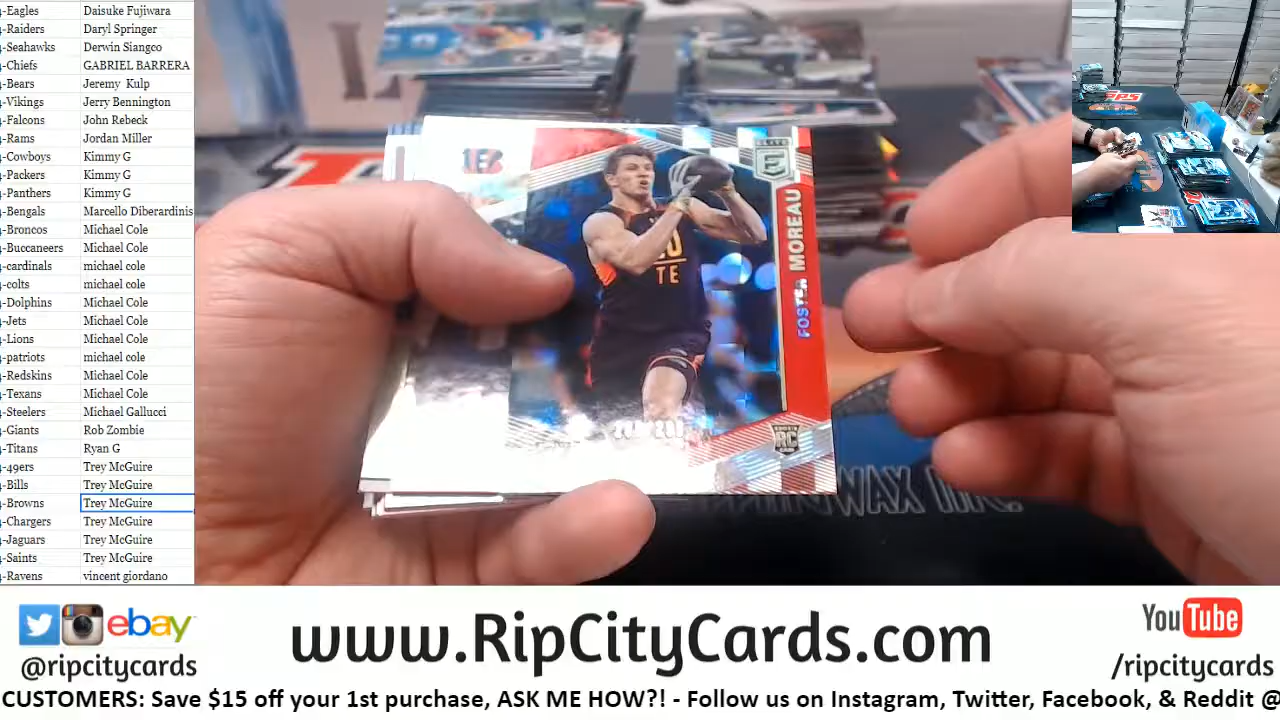 -Eagles Daisuke Fujiwara
-Raiders Daryl Springer
-Seahawks Derwin Siangco
-Chiefs GABRIEL BARRERA
-Bears Jeremy Kulp
-Vikings Jerry Bennington
-Falcons John Rebeck
-Rams Jordan Miller
-Cowboys Kimmy G
-Packers Kimmy G
-Panthers Kimmy G
-Bengals Marcello Diberardinis
-Broncos Michael Cole
-Buccaneers Michael Cole
-cardinals michael cole
-colts michael cole
-Dolphins Michael Cole
-Jets Michael Cole
-Lions Michael Cole
-patriots michael cole
-Redskins Michael Cole
-Texans Michael Cole
-Steelers Michael Gallucci
-Giants Rob Zombie
-Titans Ryan G
-49ers Trey McGuire
-Bills Trey McGuire
-Browns Trey McGuire
-Chargers Trey McGuire
-Jaguars Trey McGuire
-Saints Trey McGuire
-Ravens vincent giordano
ELITE
E
FOSTER MOREAU
TE
RC
WAX INC.
ebay
@ripcitycards
www.RipCityCards.com
YouTube
/ripcitycards
CUSTOMERS: Save $15 off your 1st purchase, ASK ME HOW?! - Follow us on Instagram, Twitter, Facebook, & Reddit @